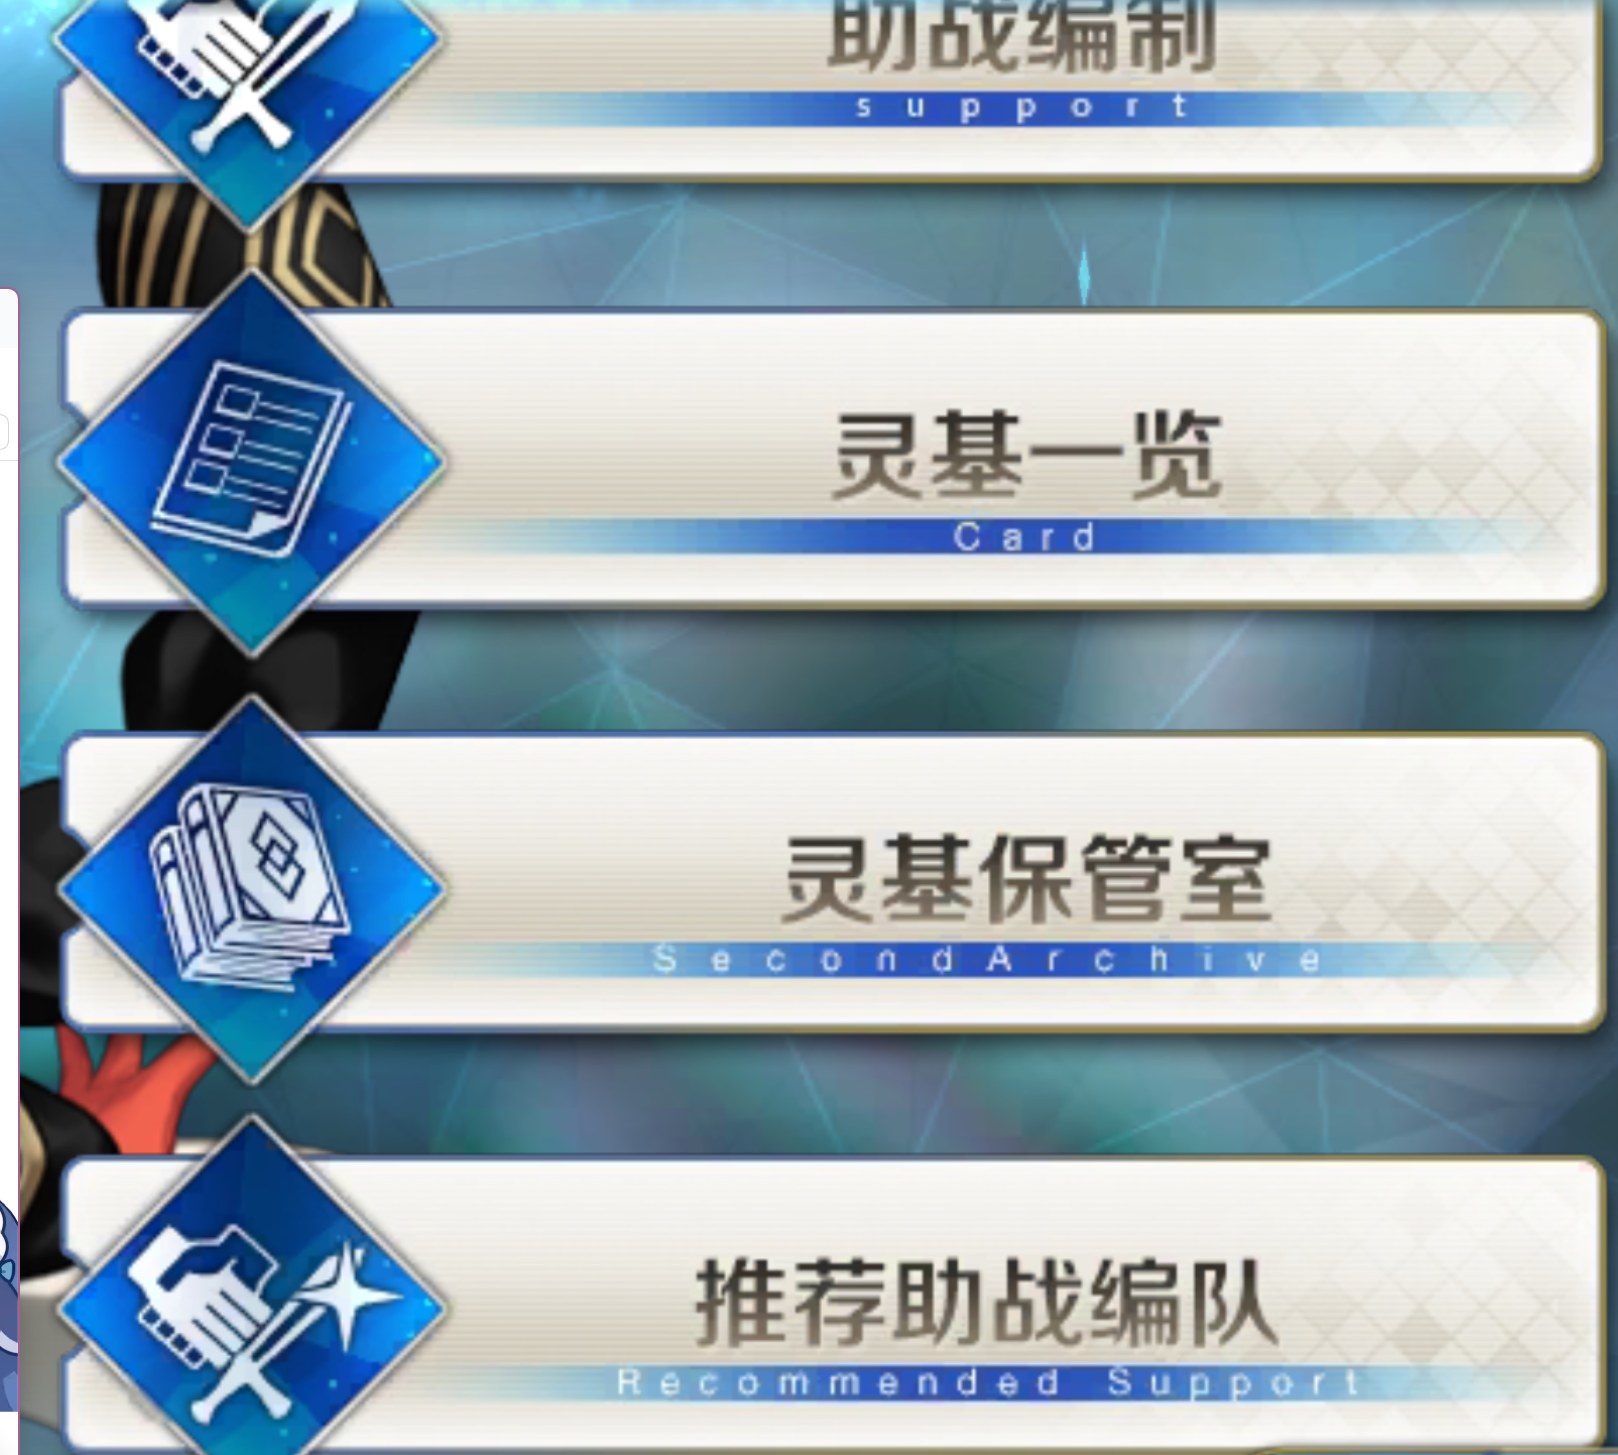 助战编制
support
灵基一览
Card
灵基保管室
SecondArchive
推荐助战编队
Recommended Support